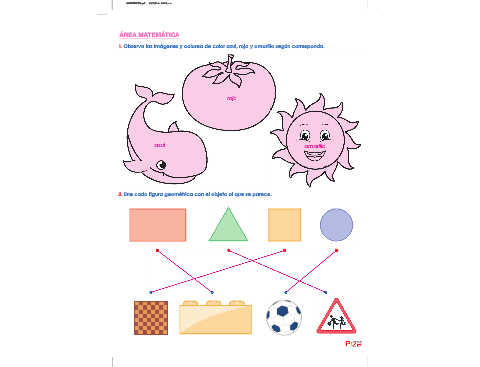 ÁREA MATEMÁTICA
1. Observa las imágenes y colorea de color azul, rojo y amarillo según corresponda.
rojo
azul
amarillo
2. Une cada figura geométrica con el objeto al que se parece.